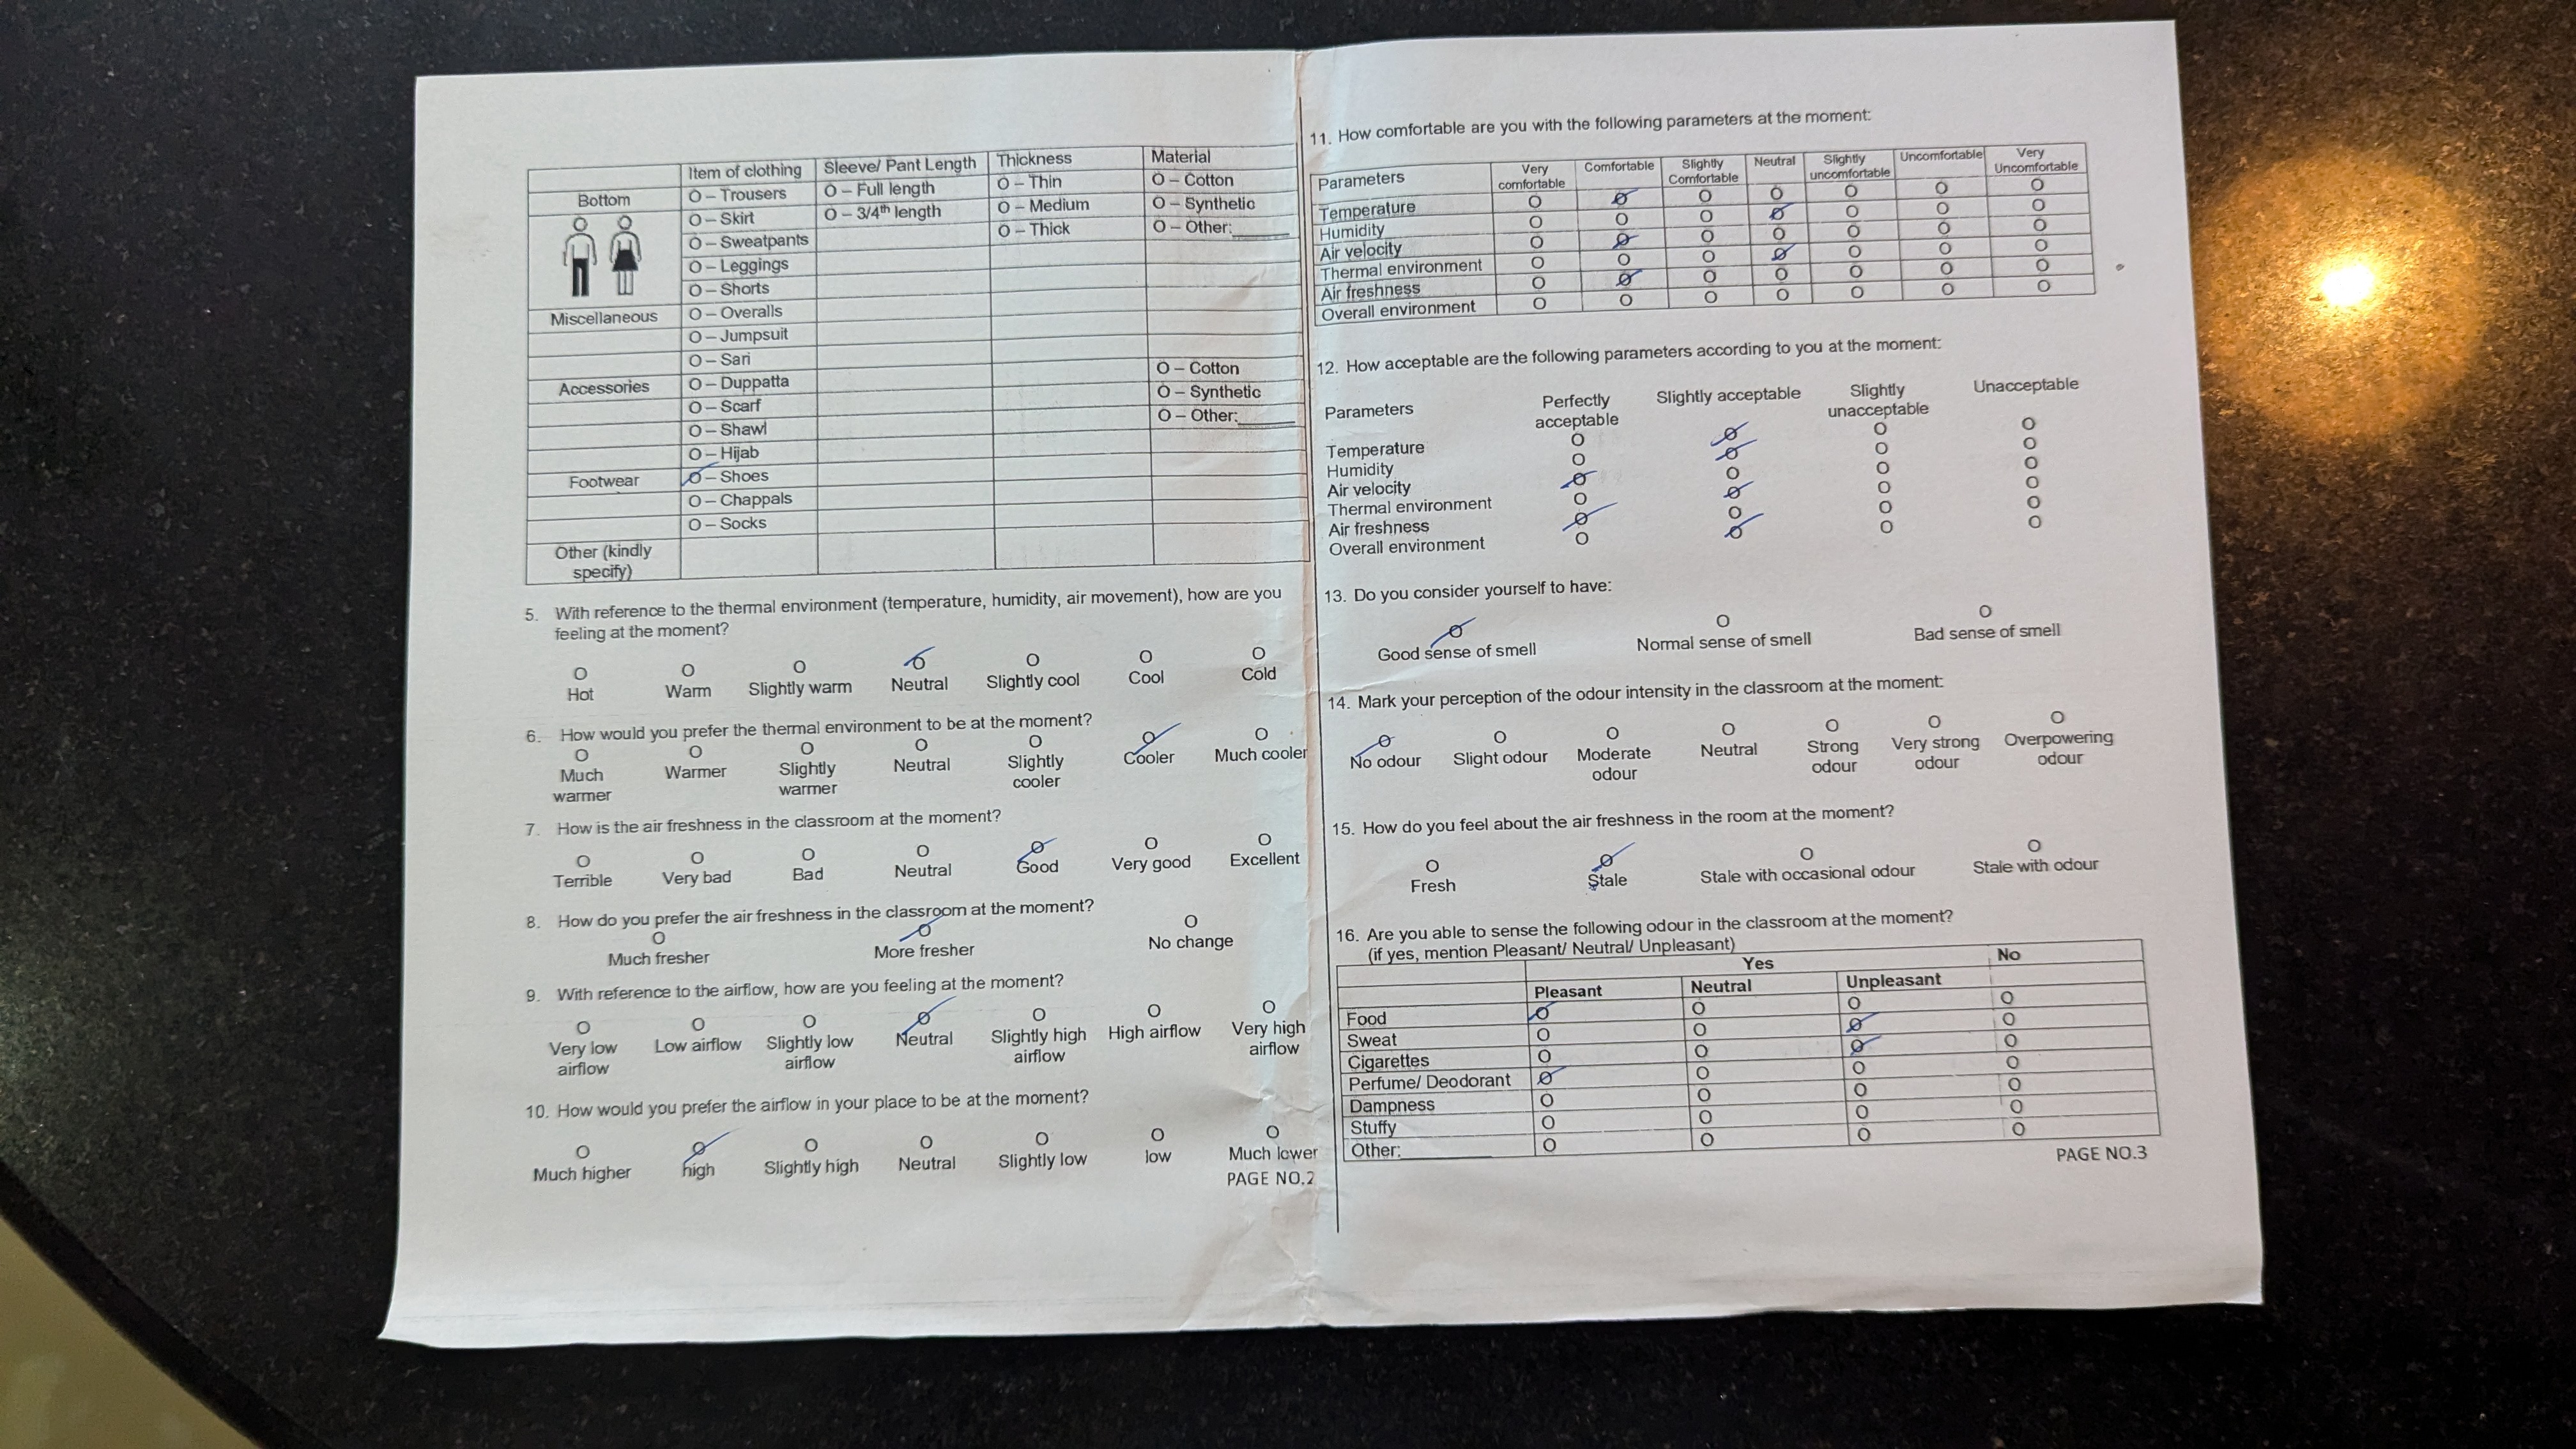 Item of clothing Sleeve/ Pant Length Thickness Material
Bottom O – Trousers O – Full length O – Thin O – Cotton
O – Skirt O – 3/4th length O – Medium O – Synthetic
O – Sweatpants O – Thick O – Other:______
O – Leggings
O – Shorts
Miscellaneous O – Overalls
O – Jumpsuit
O – Sari O – Cotton
Accessories O – Duppatta O – Synthetic
O – Scarf O – Other:______
O – Shawl
O – Hijab
Footwear O – Shoes
O – Chappals
O – Socks
Other (kindly
specify)
5. With reference to the thermal environment (temperature, humidity, air movement), how are you
feeling at the moment?
O O O O O O O
Hot Warm Slightly warm Neutral Slightly cool Cool Cold
6. How would you prefer the thermal environment to be at the moment?
O O O O O O O
Much Warmer Slightly Neutral Slightly Cooler Much cooler
warmer warmer cooler
7. How is the air freshness in the classroom at the moment?
O O O O O O O
Terrible Very bad Bad Neutral Good Very good Excellent
8. How do you prefer the air freshness in the classroom at the moment?
O O O
Much fresher More fresher No change
9. With reference to the airflow, how are you feeling at the moment?
O O O O O O O
Very low Low airflow Slightly low Neutral Slightly high High airflow Very high
airflow airflow airflow airflow
10. How would you prefer the airflow in your place to be at the moment?
O O O O O O O
Much higher high Slightly high Neutral Slightly low low Much lower
PAGE NO.2
11. How comfortable are you with the following parameters at the moment:
Parameters Very Comfortable Slightly Neutral Slightly Uncomfortable Very
comfortable Comfortable uncomfortable Uncomfortable
Temperature O O O O O O O
Humidity O O O O O O O
Air velocity O O O O O O O
Thermal environment O O O O O O O
Air freshness O O O O O O O
Overall environment O O O O O O O
12. How acceptable are the following parameters according to you at the moment:
Parameters Perfectly Slightly acceptable Slightly Unacceptable
acceptable unacceptable
Temperature O O O O
Humidity O O O O
Air velocity O O O O
Thermal environment O O O O
Air freshness O O O O
Overall environment O O O O
13. Do you consider yourself to have:
O O O
Good sense of smell Normal sense of smell Bad sense of smell
14. Mark your perception of the odour intensity in the classroom at the moment:
O O O O O O O
No odour Slight odour Moderate Neutral Strong Very strong Overpowering
odour odour odour odour
15. How do you feel about the air freshness in the room at the moment?
O O O O
Fresh Stale Stale with occasional odour Stale with odour
16. Are you able to sense the following odour in the classroom at the moment?
(if yes, mention Pleasant/ Neutral/ Unpleasant)
Yes No
Pleasant Neutral Unpleasant
Food O O O O
Sweat O O O O
Cigarettes O O O O
Perfume/ Deodorant O O O O
Dampness O O O O
Stuffy O O O O
Other:__________ O O O O
PAGE NO.3